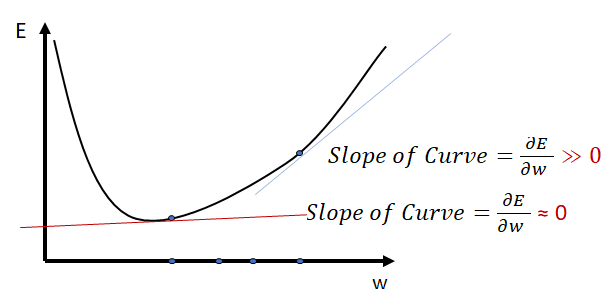 E
Slope of Curve = ∂E/∂w >> 0
Slope of Curve = ∂E/∂w ≈ 0
w